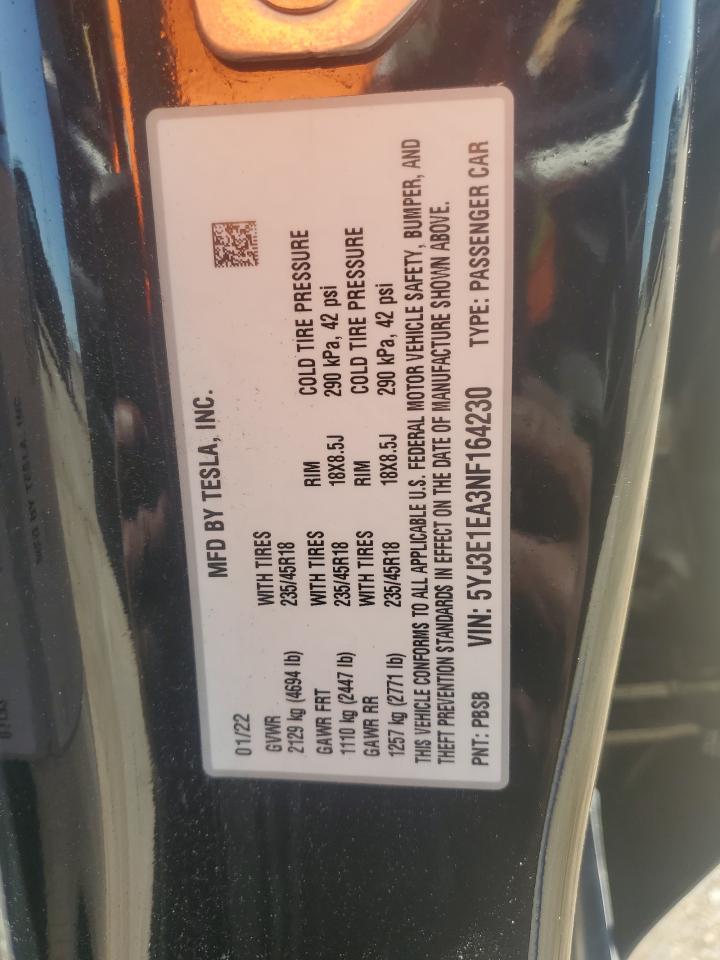 MFD BY TESLA, INC.
01/22
GVWR WITH TIRES
2129 kg (4694 lb) 235/45R18
GAWR FRT WITH TIRES RIM COLD TIRE PRESSURE
1110 kg (2447 lb) 235/45R18 18X8.5J 290 kPa, 42 psi
GAWR RR WITH TIRES RIM COLD TIRE PRESSURE
1257 kg (2771 lb) 235/45R18 18X8.5J 290 kPa, 42 psi
THIS VEHICLE CONFORMS TO ALL APPLICABLE U.S. FEDERAL MOTOR VEHICLE SAFETY, BUMPER, AND
THEFT PREVENTION STANDARDS IN EFFECT ON THE DATE OF MANUFACTURE SHOWN ABOVE.
PNT: PBSB VIN: 5YJ3E1EA3NF164230 TYPE: PASSENGER CAR